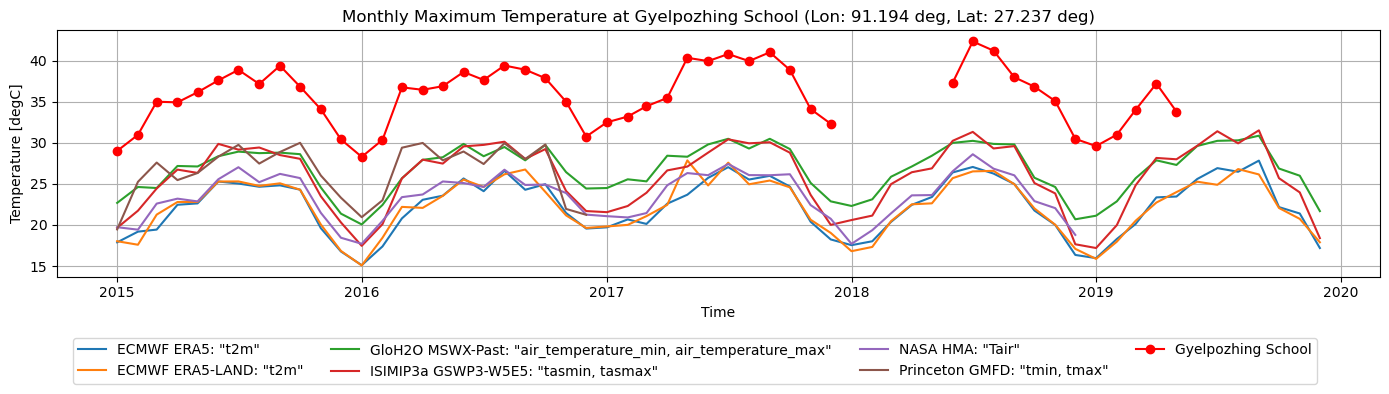 Monthly Maximum Temperature at Gyelpozhing School (Lon: 91.194 deg, Lat: 27.237 deg)
Temperature [degC]
40
35
30
25
20
15
2015 2016 2017 2018 2019 2020
Time
ECMWF ERA5: "t2m" GloH2O MSWX-Past: "air_temperature_min, air_temperature_max" NASA HMA: "Tair" Gyelpozhing School
ECMWF ERA5-LAND: "t2m" ISIMIP3a GSWP3-W5E5: "tasmin, tasmax" Princeton GMFD: "tmin, tmax"